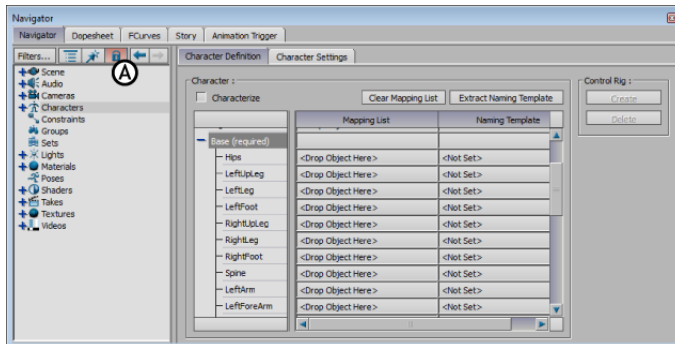 Navigator
Navigator Dopesheet FCurves Story Animation Trigger
Filters... A Character Definition Character Settings
Scene
Audio
Cameras
Characters
Constraints
Groups
Sets
Lights
Materials
Poses
Shaders
Takes
Textures
Videos
Character :
Characterize Clear Mapping List Extract Naming Template
Mapping List Naming Template
Base (required)
Hips <Drop Object Here> <Not Set>
LeftUpLeg <Drop Object Here> <Not Set>
LeftLeg <Drop Object Here> <Not Set>
LeftFoot <Drop Object Here> <Not Set>
RightUpLeg <Drop Object Here> <Not Set>
RightLeg <Drop Object Here> <Not Set>
RightFoot <Drop Object Here> <Not Set>
Spine <Drop Object Here> <Not Set>
LeftArm <Drop Object Here> <Not Set>
LeftForeArm <Drop Object Here> <Not Set>
Control Rig :
Create
Delete